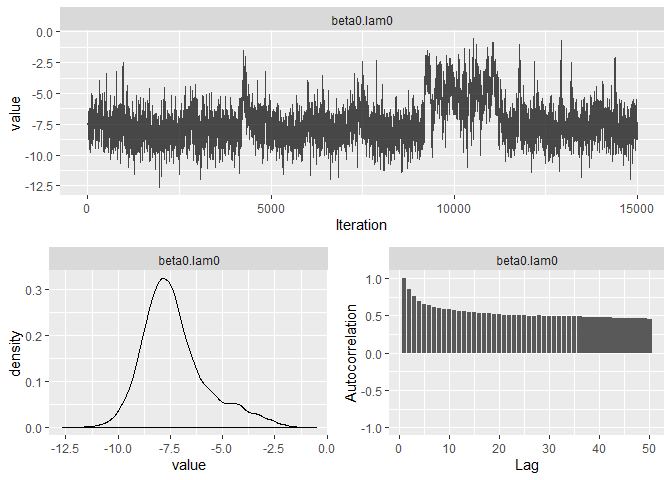 beta0.lam0
0.0
-2.5
-5.0
-7.5
-10.0
-12.5
value
0 5000 10000 15000
Iteration
beta0.lam0
0.3
0.2
0.1
0.0
density
-12.5 -10.0 -7.5 -5.0 -2.5 0.0
value
beta0.lam0
1.0
0.5
0.0
-0.5
-1.0
Autocorrelation
0 10 20 30 40 50
Lag